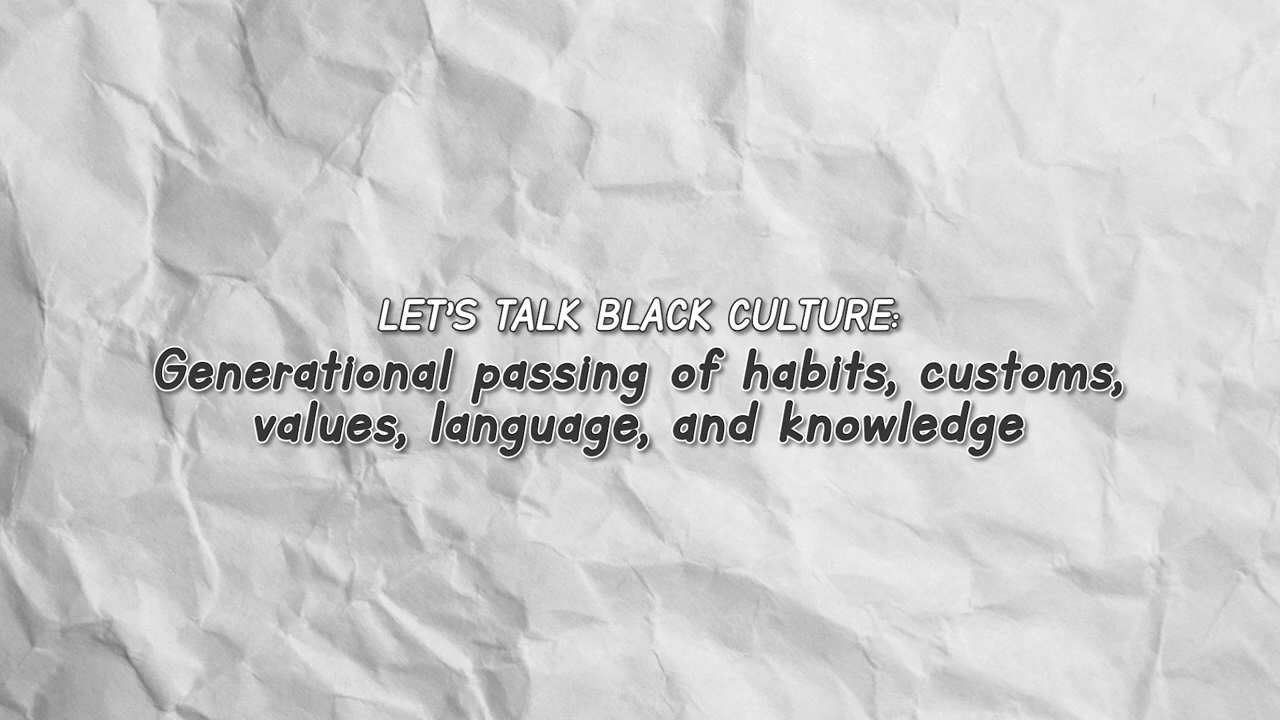 LET'S TALK BLACK CULTURE:
Generational passing of habits, customs,
values, language, and knowledge